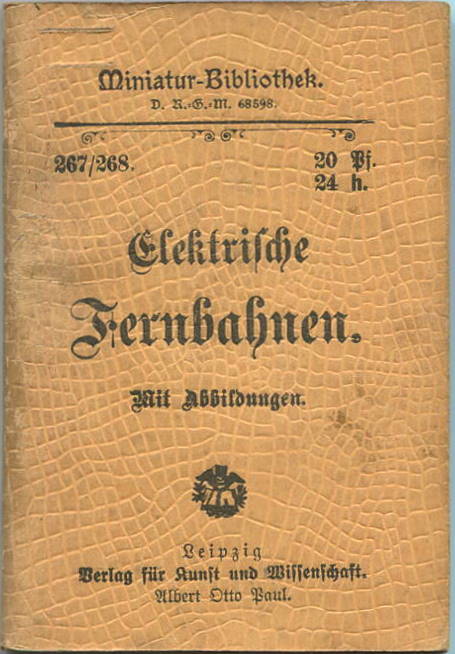 Miniatur-Bibliothek.
D. R.=G.=M. 68598.
267/268.
20 Pf.
24 h.
Elektrische
Fernbahnen.
Mit Abbildungen.
Leipzig
Verlag für Kunst und Wissenschaft.
Albert Otto Paul.